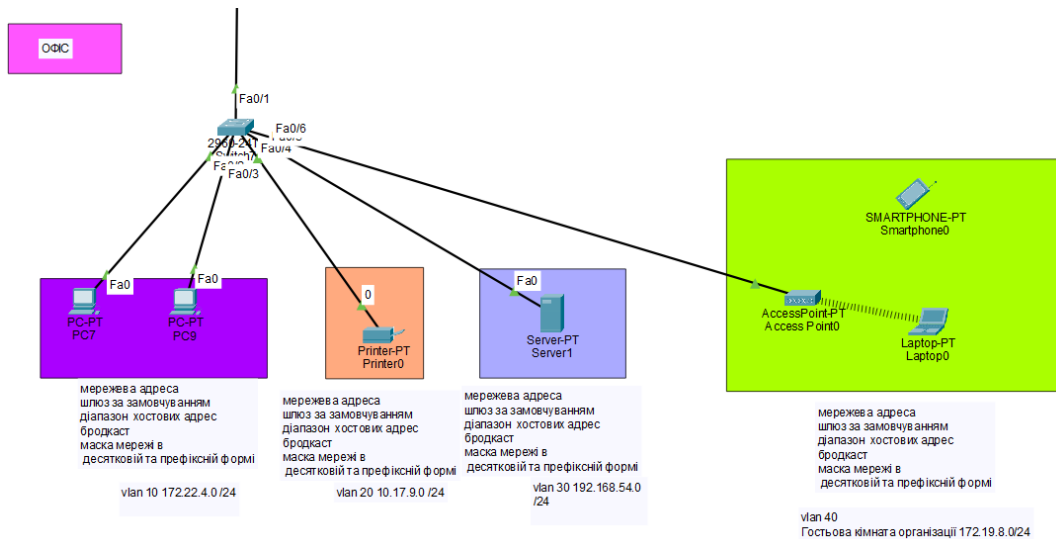 ОФІС
Fa0/1
Fa0/6
2960-24T
Fa0/4
Fa0/3
SMARTPHONE-PT
Smartphone0
Fa0
Fa0
0
Fa0
PC-PT
PC7
PC-PT
PC9
Printer-PT
Printer0
Server-PT
Server1
AccessPoint-PT
Access Point0
Laptop-PT
Laptop0
мережева адреса
шлюз за замовчуванням
діапазон хостових адрес
бродкаст
маска мережі в
десятковій та префіксній формі
vlan 10 172.22.4.0 /24
мережева адреса
шлюз за замовчуванням
діапазон хостових адрес
бродкаст
маска мережі в
десятковій та префіксній формі
vlan 20 10.17.9.0 /24
мережева адреса
шлюз за замовчуванням
діапазон хостових адрес
бродкаст
маска мережі в
десятковій та префіксній формі
vlan 30 192.168.54.0
/24
мережева адреса
шлюз за замовчуванням
діапазон хостових адрес
бродкаст
маска мережі в
десятковій та префіксній формі
vlan 40
Гостьова кімната організації 172.19.8.0/24